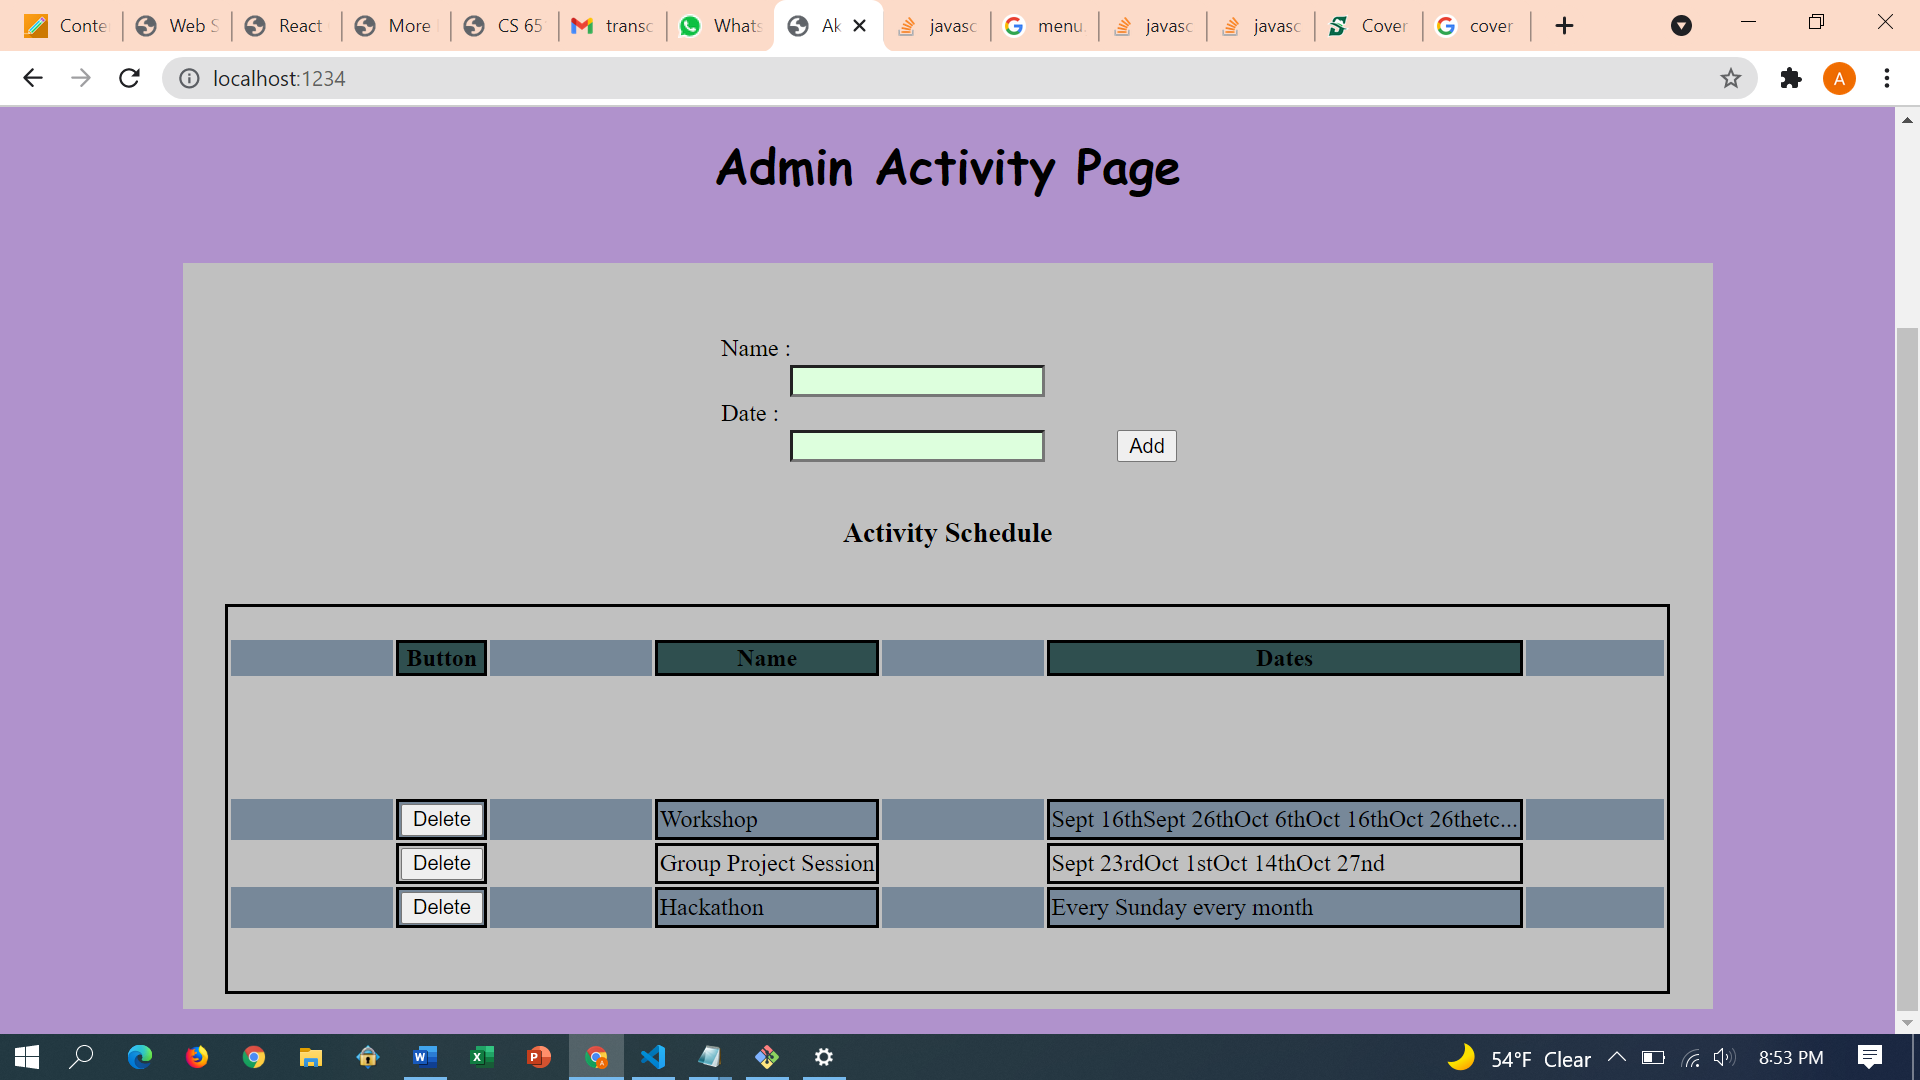 Conte Web S React More CS 65 transc Whats Ak javasc menu. javasc javasc Cover cover
localhost:1234 A
Admin Activity Page
Name :
Date :
Add
Activity Schedule
Button Name Dates
Delete Workshop Sept 16thSept 26thOct 6thOct 16thOct 26thetc...
Delete Group Project Session Sept 23rdOct 1stOct 14thOct 27nd
Delete Hackathon Every Sunday every month
54°F Clear 8:53 PM